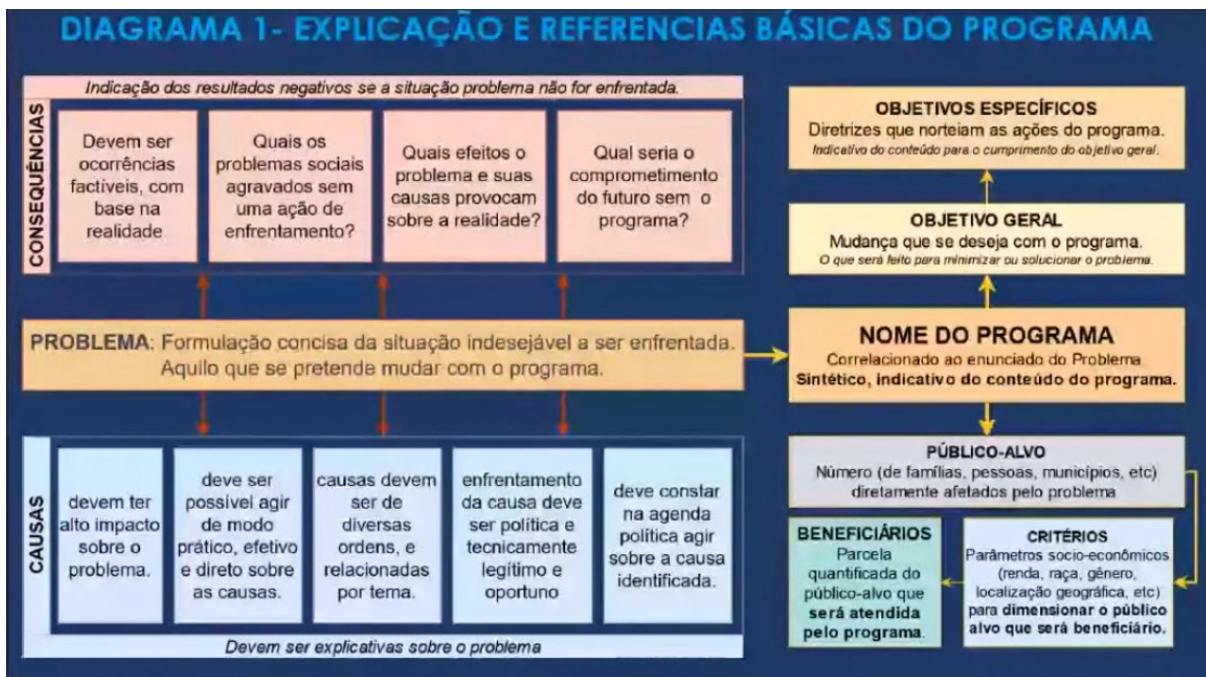 DIAGRAMA 1- EXPLICAÇÃO E REFERENCIAS BÁSICAS DO PROGRAMA
CONSEQUÊNCIAS
Indicação dos resultados negativos se a situação problema não for enfrentada.
Devem ser
ocorrências
factíveis, com
base na
realidade
Quais os
problemas sociais
agravados sem
uma ação de
enfrentamento?
Quais efeitos o
problema e suas
causas provocam
sobre a realidade?
Qual seria o
comprometimento
do futuro sem o
programa?
PROBLEMA: Formulação concisa da situação indesejável a ser enfrentada.
Aquilo que se pretende mudar com o programa.
CAUSAS
devem ter
alto impacto
sobre o
problema.
deve ser
possível agir
de modo
prático, efetivo
e direto sobre
as causas.
causas devem
ser de
diversas
ordens, e
relacionadas
por tema.
enfrentamento
da causa deve
ser política e
tecnicamente
legítimo e
oportuno
deve constar
na agenda
política agir
sobre a causa
identificada.
Devem ser explicativas sobre o problema
OBJETIVOS ESPECÍFICOS
Diretrizes que norteiam as ações do programa.
Indicativo do conteúdo para o cumprimento do objetivo geral.
OBJETIVO GERAL
Mudança que se deseja com o programa.
O que será feito para minimizar ou solucionar o problema.
NOME DO PROGRAMA
Correlacionado ao enunciado do Problema
Sintético, indicativo do conteúdo do programa.
PÚBLICO-ALVO
Número (de famílias, pessoas, municípios, etc)
diretamente afetados pelo problema
BENEFICIÁRIOS
Parcela
quantificada do
público-alvo que
será atendida
pelo programa.
CRITÉRIOS
Parâmetros socio-econômicos
(renda, raça, gênero,
localização geográfica, etc)
para dimensionar o público
alvo que será beneficiário.